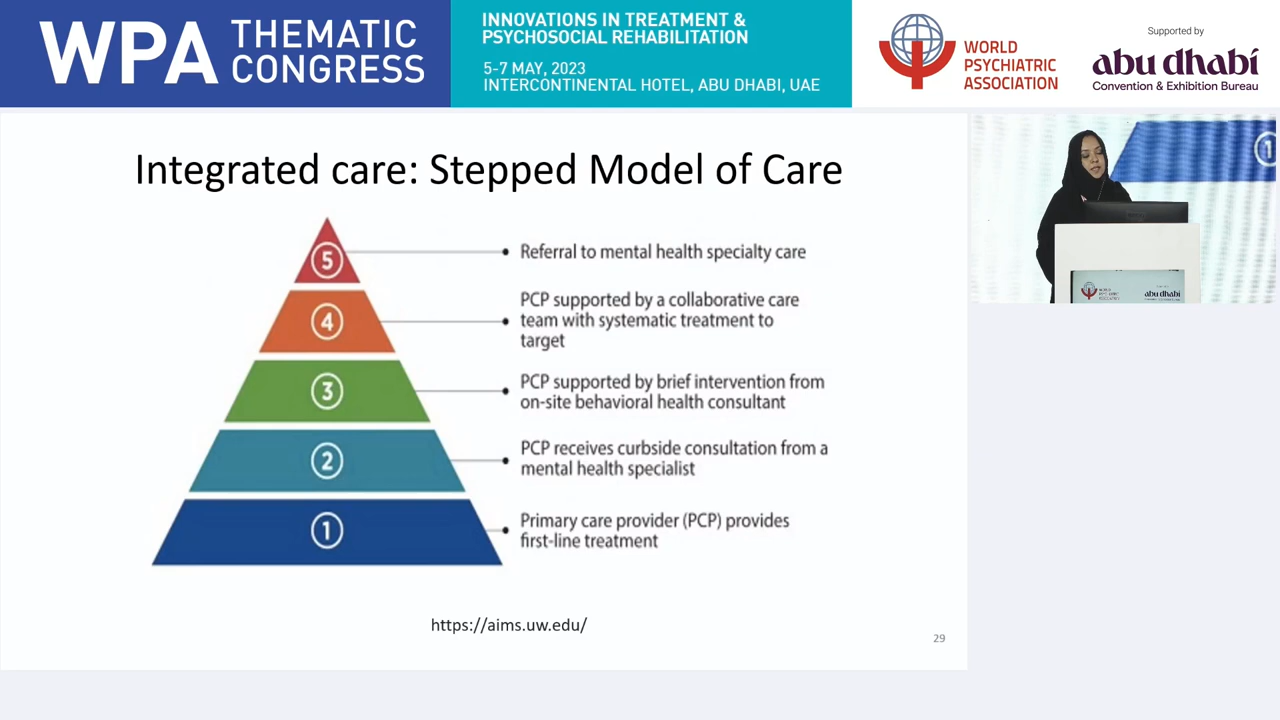 WPA THEMATIC
CONGRESS
INNOVATIONS IN TREATMENT &
PSYCHOSOCIAL REHABILITATION
5-7 MAY, 2023
INTERCONTINENTAL HOTEL, ABU DHABI, UAE
WORLD
PSYCHIATRIC
ASSOCIATION
Supported by
abu dhabi
Convention & Exhibition Bureau
Integrated care: Stepped Model of Care
5
Referral to mental health specialty care
4
PCP supported by a collaborative care
team with systematic treatment to
target
3
PCP supported by brief intervention from
on-site behavioral health consultant
2
PCP receives curbside consultation from a
mental health specialist
1
Primary care provider (PCP) provides
first-line treatment
https://aims.uw.edu/
29
1
abu dhabi